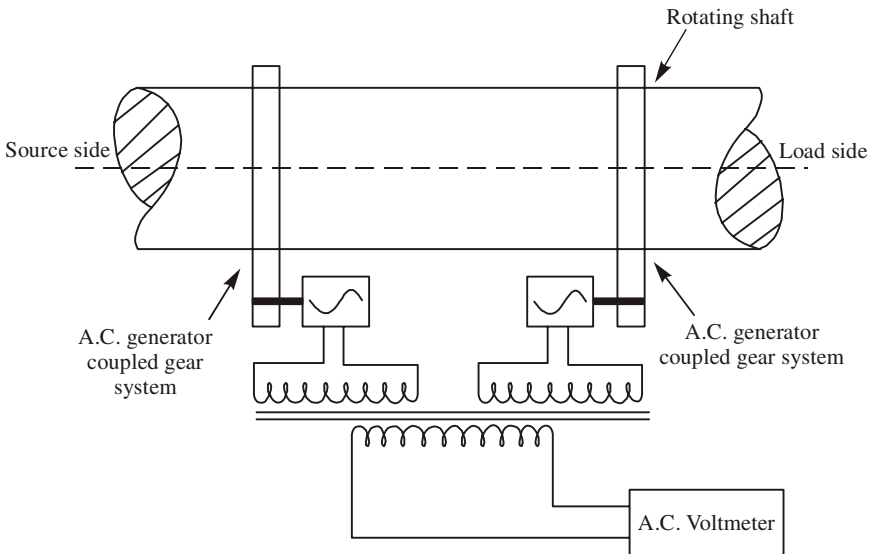 Rotating shaft
Source side
Load side
A.C. generator
coupled gear
system
A.C. generator
coupled gear system
A.C. Voltmeter